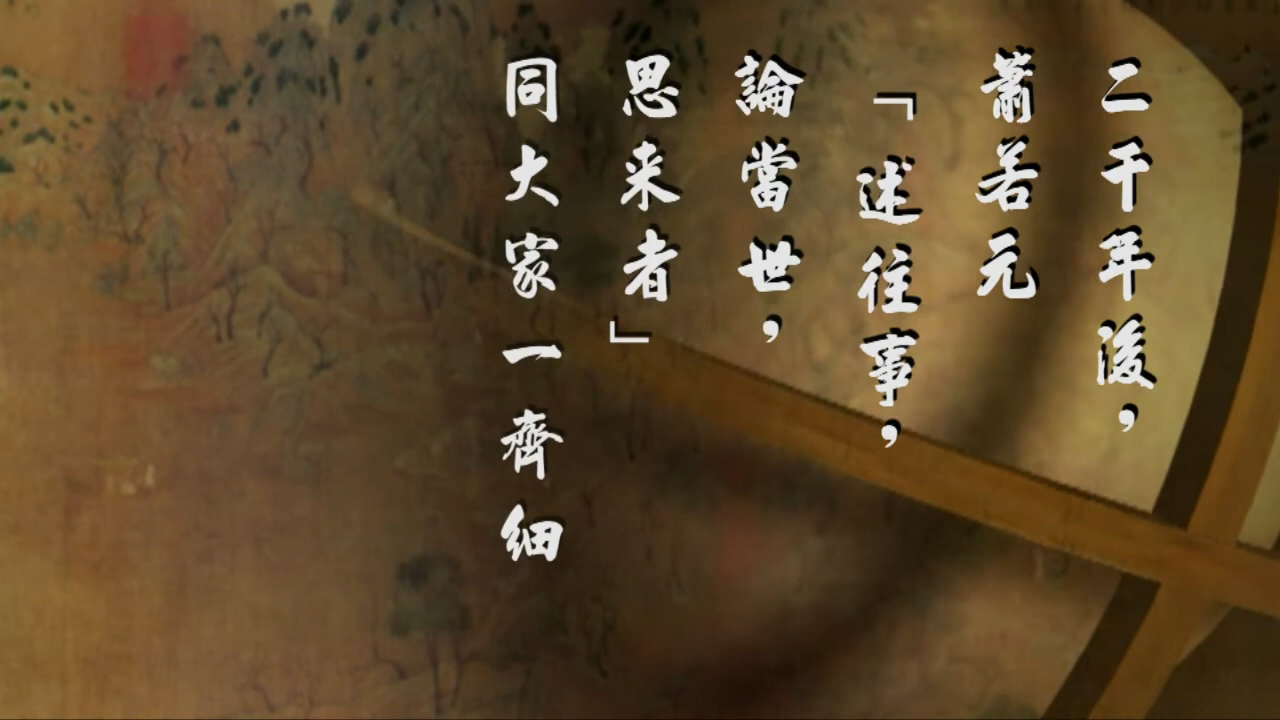 二千年後，
蕭若元
「述往事，
論當世，
思来者」
同大家一齊細